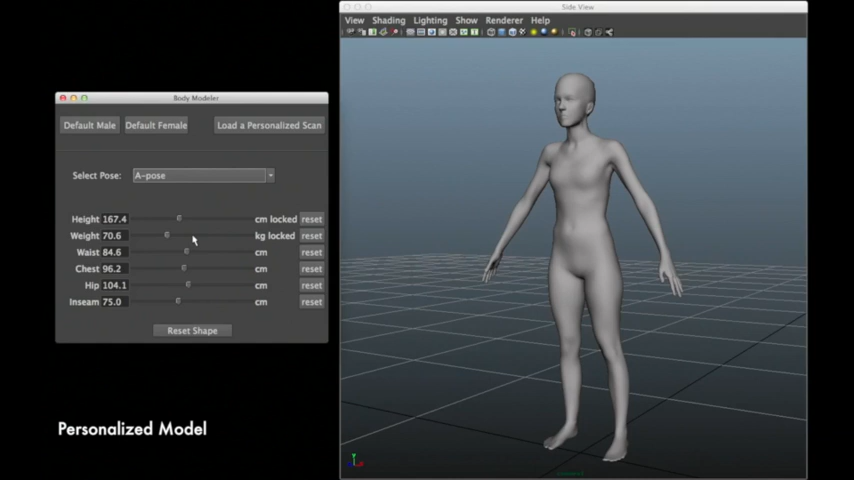 Side View
View Shading Lighting Show Renderer Help
Body Modeler
Default Male Default Female Load a Personalized Scan
Select Pose: A-pose
Height 167.4 cm locked reset
Weight 70.6 kg locked reset
Waist 84.6 cm reset
Chest 96.2 cm reset
Hip 104.1 cm reset
Inseam 75.0 cm reset
Reset Shape
Personalized Model